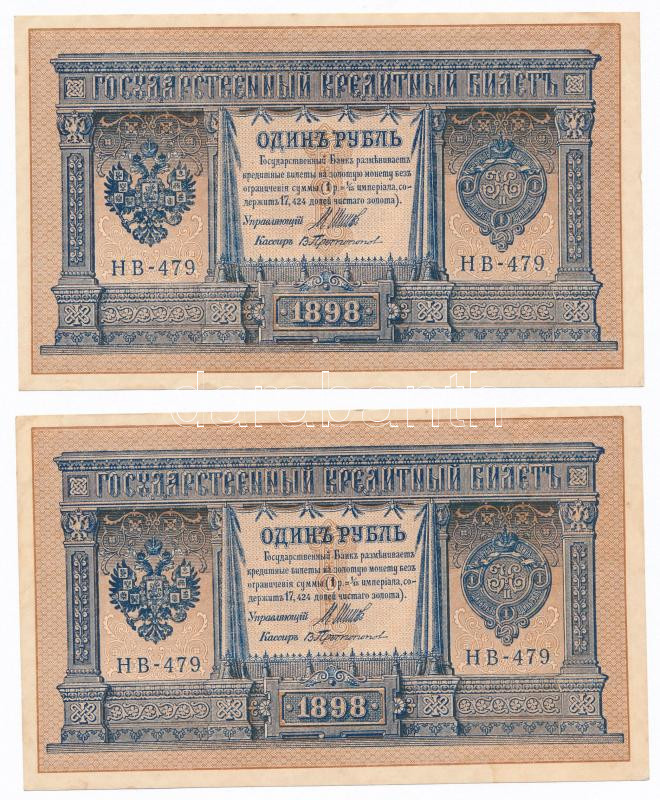 ГОСУДАРСТВЕННЫЙ КРЕДИТНЫЙ БИЛЕТЪ
ОДИНЪ РУБЛЬ
Государственный Банкъ размѣниваетъ
кредитные билеты на золотую монету безъ
ограниченія суммы (1 р.= 1/15 имперіала, со-
держитъ 17,424 долей чистаго золота).
Управляющій
Кассиръ В.Протопопов
НВ-479
НВ-479
1898
darabanth
ГОСУДАРСТВЕННЫЙ КРЕДИТНЫЙ БИЛЕТЪ
ОДИНЪ РУБЛЬ
Государственный Банкъ размѣниваетъ
кредитные билеты на золотую монету безъ
ограниченія суммы (1 р.= 1/15 имперіала, со-
держитъ 17,424 долей чистаго золота).
Управляющій
Кассиръ В.Протопопов
НВ-479
НВ-479
1898